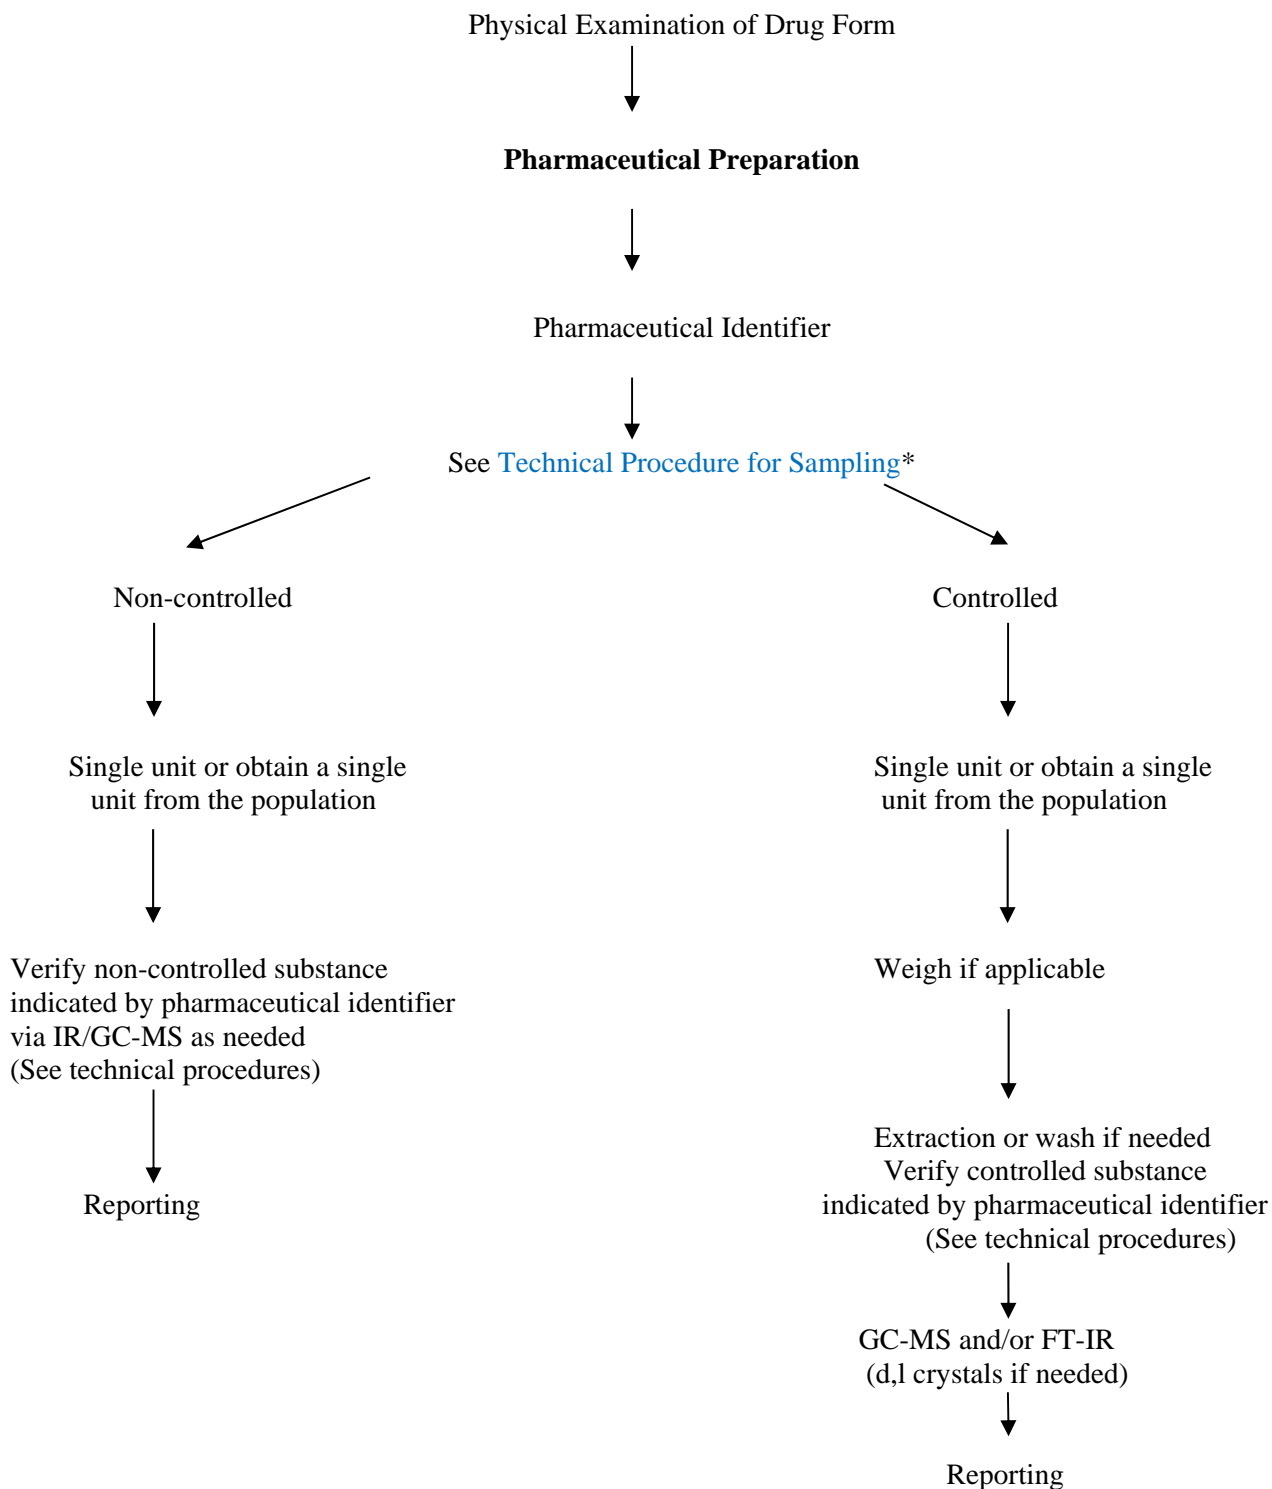 Physical Examination of Drug Form
Pharmaceutical Preparation
Pharmaceutical Identifier
See Technical Procedure for Sampling*
Non-controlled
Controlled
Single unit or obtain a single
unit from the population
Single unit or obtain a single
unit from the population
Verify non-controlled substance
indicated by pharmaceutical identifier
via IR/GC-MS as needed
(See technical procedures)
Weigh if applicable
Reporting
Extraction or wash if needed
Verify controlled substance
indicated by pharmaceutical identifier
(See technical procedures)
GC-MS and/or FT-IR
(d,l crystals if needed)
Reporting